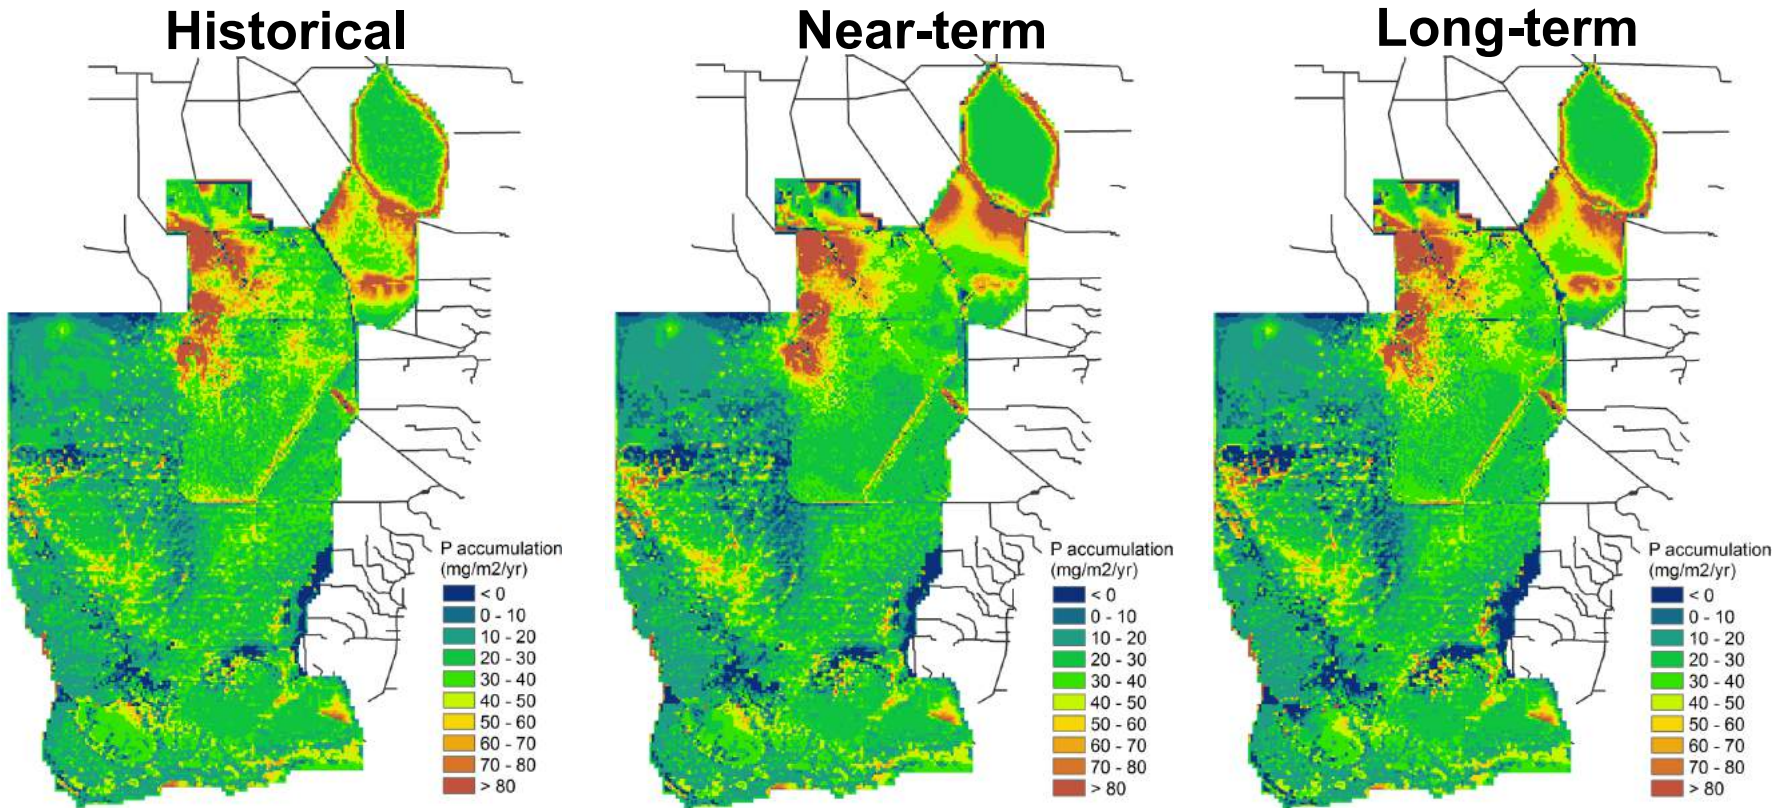 Historical
Near-term
Long-term
P accumulation
(mg/m2/yr)
< 0
0 - 10
10 - 20
20 - 30
30 - 40
40 - 50
50 - 60
60 - 70
70 - 80
> 80
P accumulation
(mg/m2/yr)
< 0
0 - 10
10 - 20
20 - 30
30 - 40
40 - 50
50 - 60
60 - 70
70 - 80
> 80
P accumulation
(mg/m2/yr)
< 0
0 - 10
10 - 20
20 - 30
30 - 40
40 - 50
50 - 60
60 - 70
70 - 80
> 80